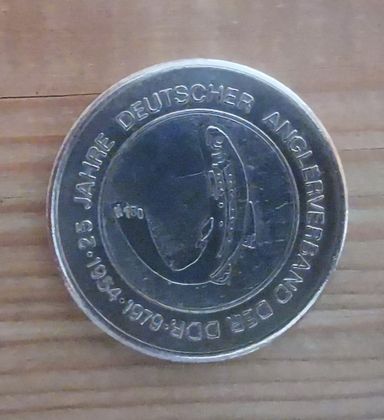 25 JAHRE DEUTSCHER ANGLERVERBAND DER DDR · 1954 · 1979 ·